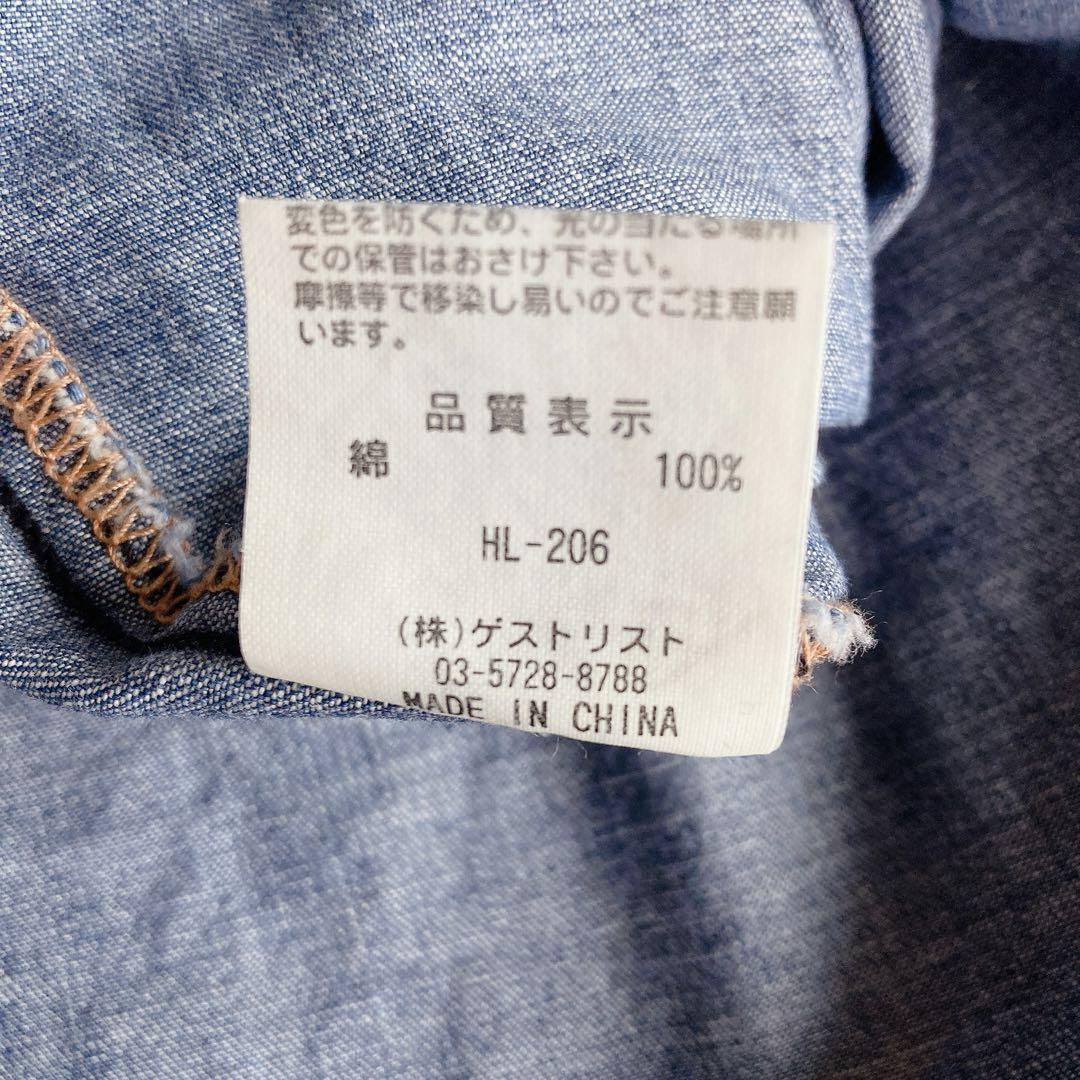 変色を防ぐため、光の当たる場所
での保管はおさけ下さい。
摩擦等で移染し易いのでご注意願
います。
品質表示
綿 100%
HL-206
(株)ゲストリスト
03-5728-8788
MADE IN CHINA